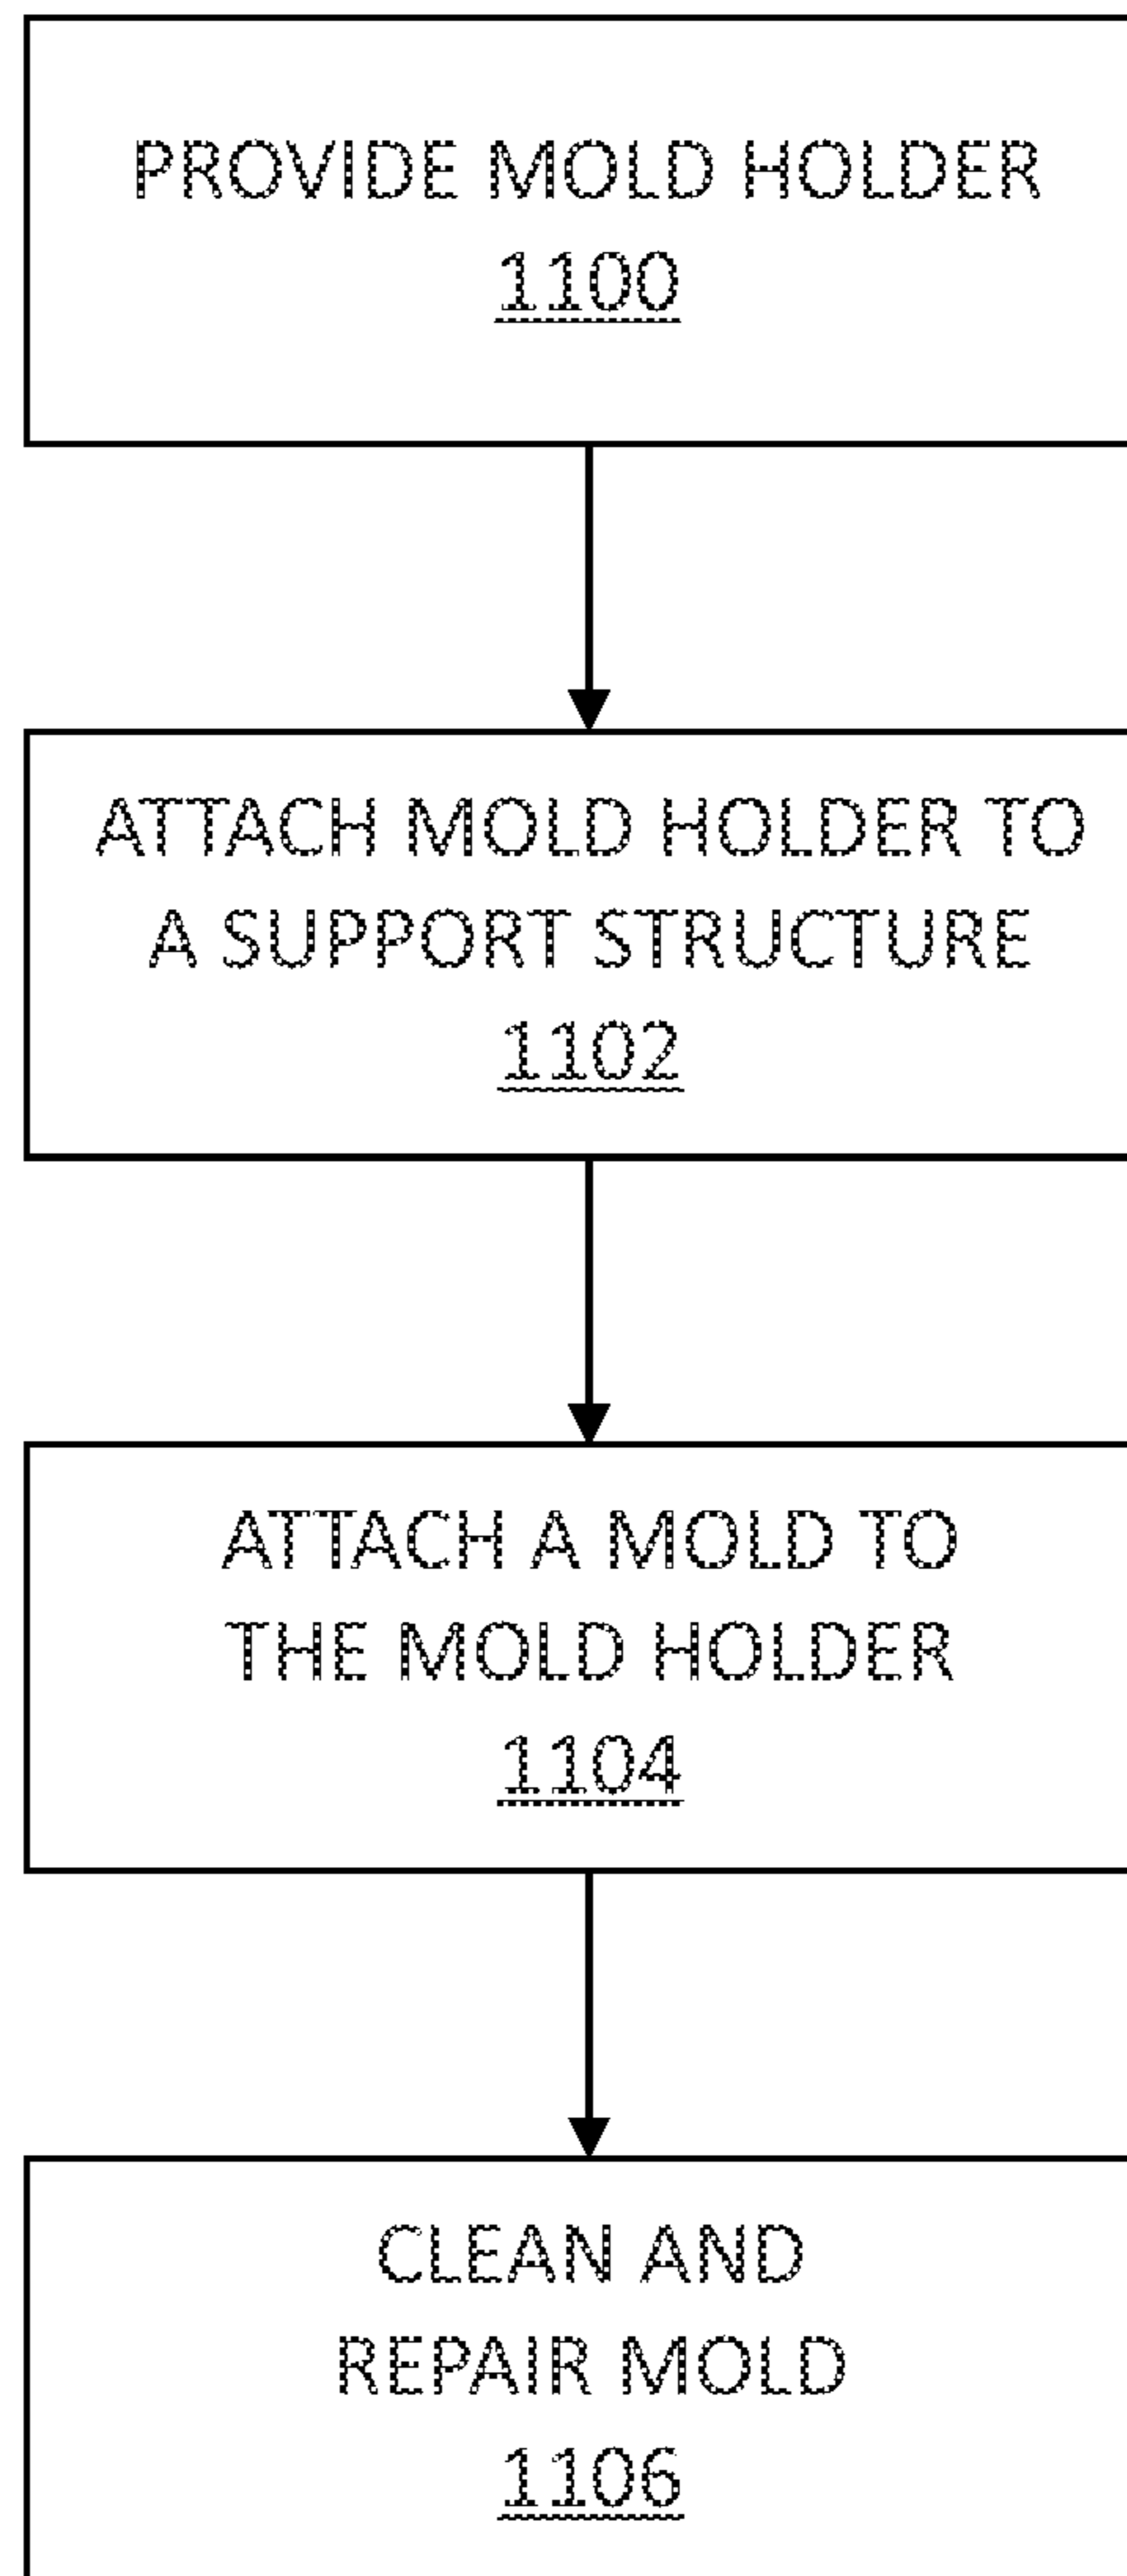 PROVIDE MOLD HOLDER
1100
ATTACH MOLD HOLDER TO
A SUPPORT STRUCTURE
1102
ATTACH A MOLD TO
THE MOLD HOLDER
1104
CLEAN AND
REPAIR MOLD
1106